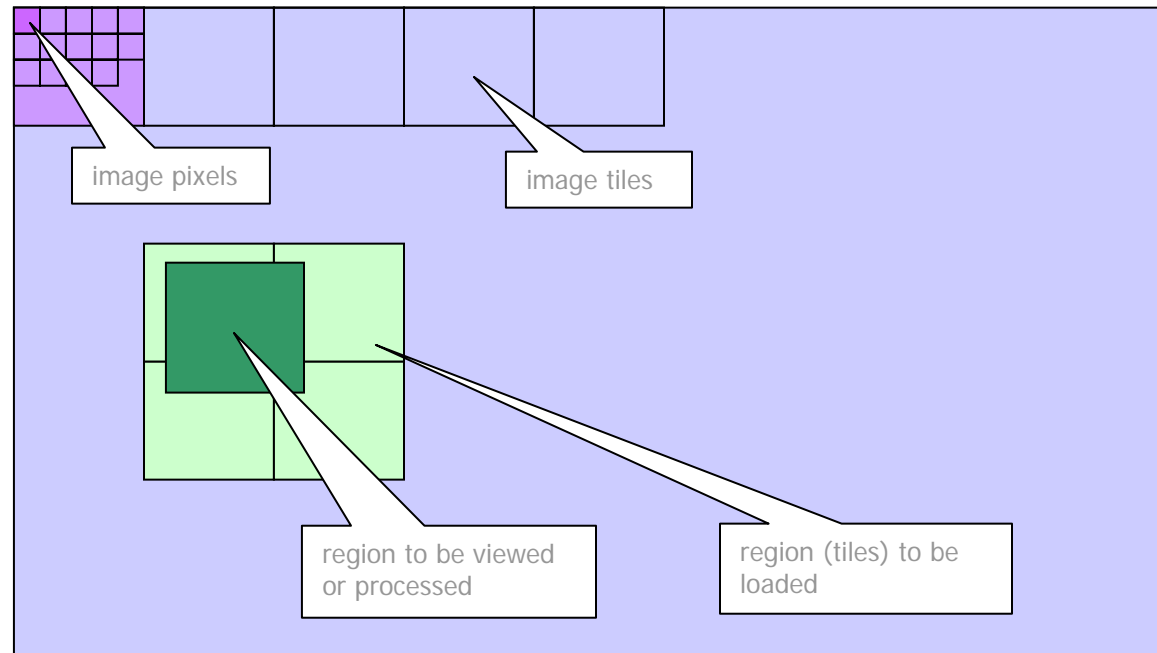 image pixels
image tiles
region to be viewed
or processed
region (tiles) to be
loaded